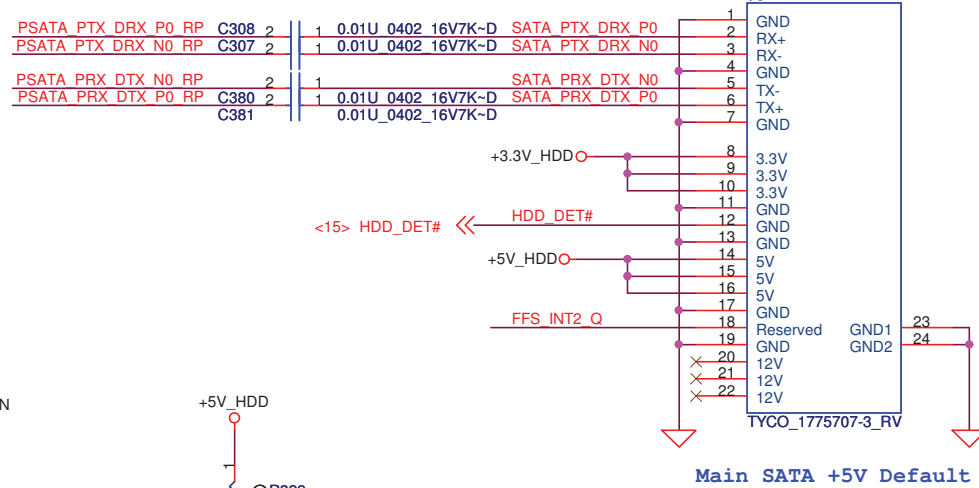 PSATA_PTX_DRX_P0_RP C308 2 1 0.01U_0402_16V7K~D SATA_PTX_DRX_P0
PSATA_PTX_DRX_N0_RP C307 2 1 0.01U_0402_16V7K~D SATA_PTX_DRX_N0
PSATA_PRX_DTX_N0_RP 2 1 SATA_PRX_DTX_N0
PSATA_PRX_DTX_P0_RP C380 2 1 0.01U_0402_16V7K~D SATA_PRX_DTX_P0
C381 0.01U_0402_16V7K~D
1 GND
2 RX+
3 RX-
4 GND
5 TX-
6 TX+
7 GND
+3.3V_HDD 8 3.3V
9 3.3V
10 3.3V
11 GND
<15> HDD_DET# HDD_DET# 12 GND
13 GND
+5V_HDD 14 5V
15 5V
16 5V
17 GND
FFS_INT2_Q 18 Reserved GND1 23
19 GND GND2 24
20 12V
21 12V
22 12V
TYCO_1775707-3_RV
N
+5V_HDD
1
Main SATA +5V Default